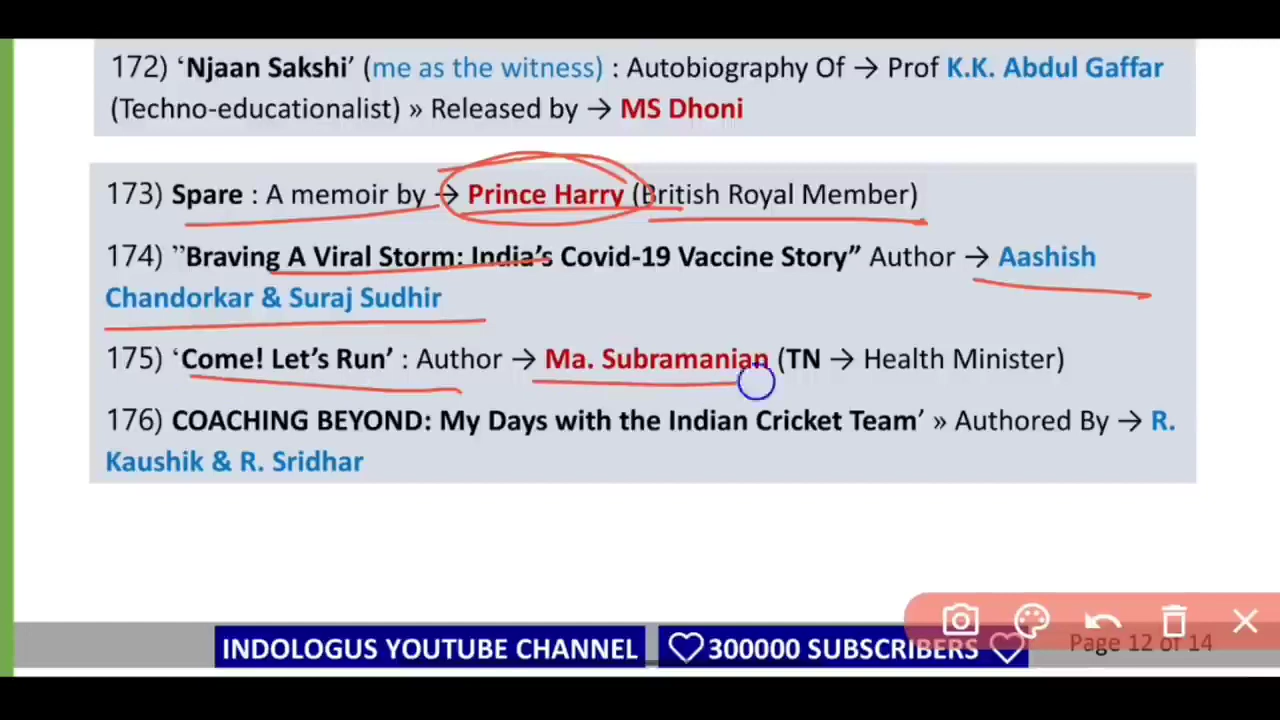 172) ‘Njaan Sakshi’ (me as the witness) : Autobiography Of → Prof K.K. Abdul Gaffar
(Techno-educationalist) » Released by → MS Dhoni
173) Spare : A memoir by → Prince Harry (British Royal Member)
174) ”Braving A Viral Storm: India’s Covid-19 Vaccine Story” Author → Aashish
Chandorkar & Suraj Sudhir
175) ‘Come! Let’s Run’ : Author → Ma. Subramanian (TN → Health Minister)
176) COACHING BEYOND: My Days with the Indian Cricket Team’ » Authored By → R.
Kaushik & R. Sridhar
INDOLOGUS YOUTUBE CHANNEL
♡300000 SUBSCRIBERS♡
Page 12 of 14